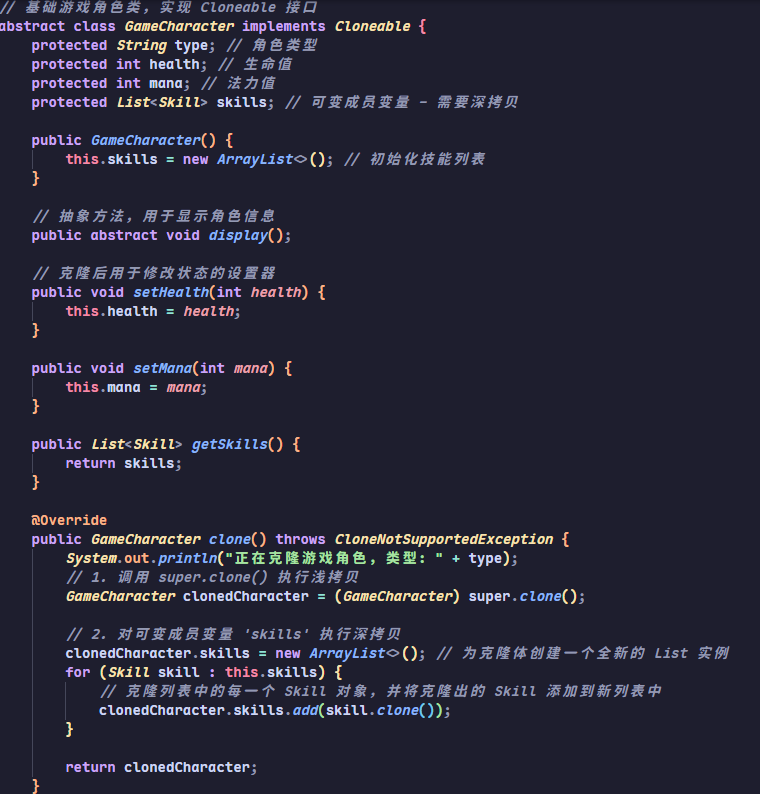 // 基础游戏角色类，实现 Cloneable 接口
abstract class GameCharacter implements Cloneable {
    protected String type; // 角色类型
    protected int health; // 生命值
    protected int mana; // 法力值
    protected List<Skill> skills; // 可变成员变量 - 需要深拷贝

    public GameCharacter() {
        this.skills = new ArrayList<>(); // 初始化技能列表
    }

    // 抽象方法，用于显示角色信息
    public abstract void display();

    // 克隆后用于修改状态的设置器
    public void setHealth(int health) {
        this.health = health;
    }

    public void setMana(int mana) {
        this.mana = mana;
    }

    public List<Skill> getSkills() {
        return skills;
    }

    @Override
    public GameCharacter clone() throws CloneNotSupportedException {
        System.out.println("正在克隆游戏角色，类型: " + type);
        // 1. 调用 super.clone() 执行浅拷贝
        GameCharacter clonedCharacter = (GameCharacter) super.clone();

        // 2. 对可变成员变量 'skills' 执行深拷贝
        clonedCharacter.skills = new ArrayList<>(); // 为克隆体创建一个全新的 List 实例
        for (Skill skill : this.skills) {
            // 克隆列表中的每一个 Skill 对象，并将克隆出的 Skill 添加到新列表中
            clonedCharacter.skills.add(skill.clone());
        }

        return clonedCharacter;
    }